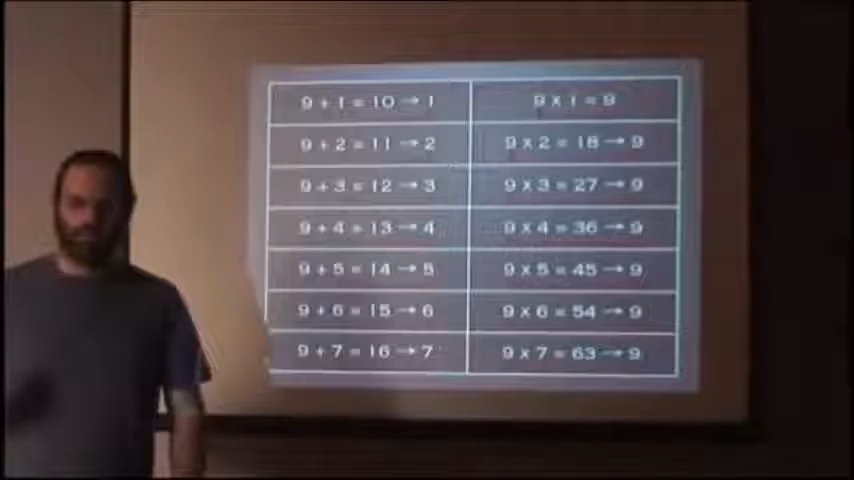 9 + 1 = 10 → 1 9 x 1 = 9
9 + 2 = 11 → 2 9 x 2 = 18 → 9
9 + 3 = 12 → 3 9 x 3 = 27 → 9
9 + 4 = 13 → 4 9 x 4 = 36 → 9
9 + 5 = 14 → 5 9 x 5 = 45 → 9
9 + 6 = 15 → 6 9 x 6 = 54 → 9
9 + 7 = 16 → 7 9 x 7 = 63 → 9